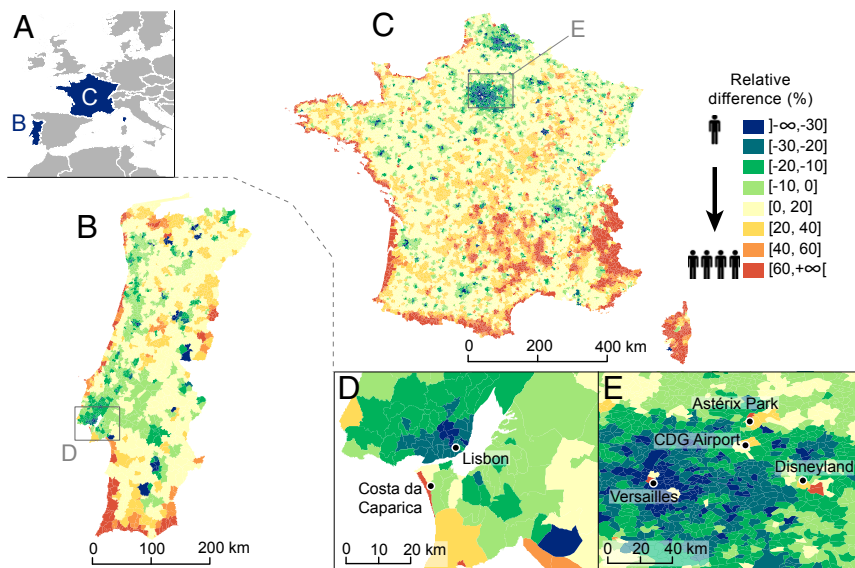 A
B
C
C
E
Relative
difference (%)
]-∞,-30]
[-30,-20]
[-20,-10]
[-10, 0]
[0, 20]
[20, 40]
[40, 60]
[60,+∞[
0 200 400 km
B
D
0 100 200 km
D
Lisbon
Costa da
Caparica
0 10 20 km
E
Astérix Park
CDG Airport
Disneyland
Versailles
0 20 40 km